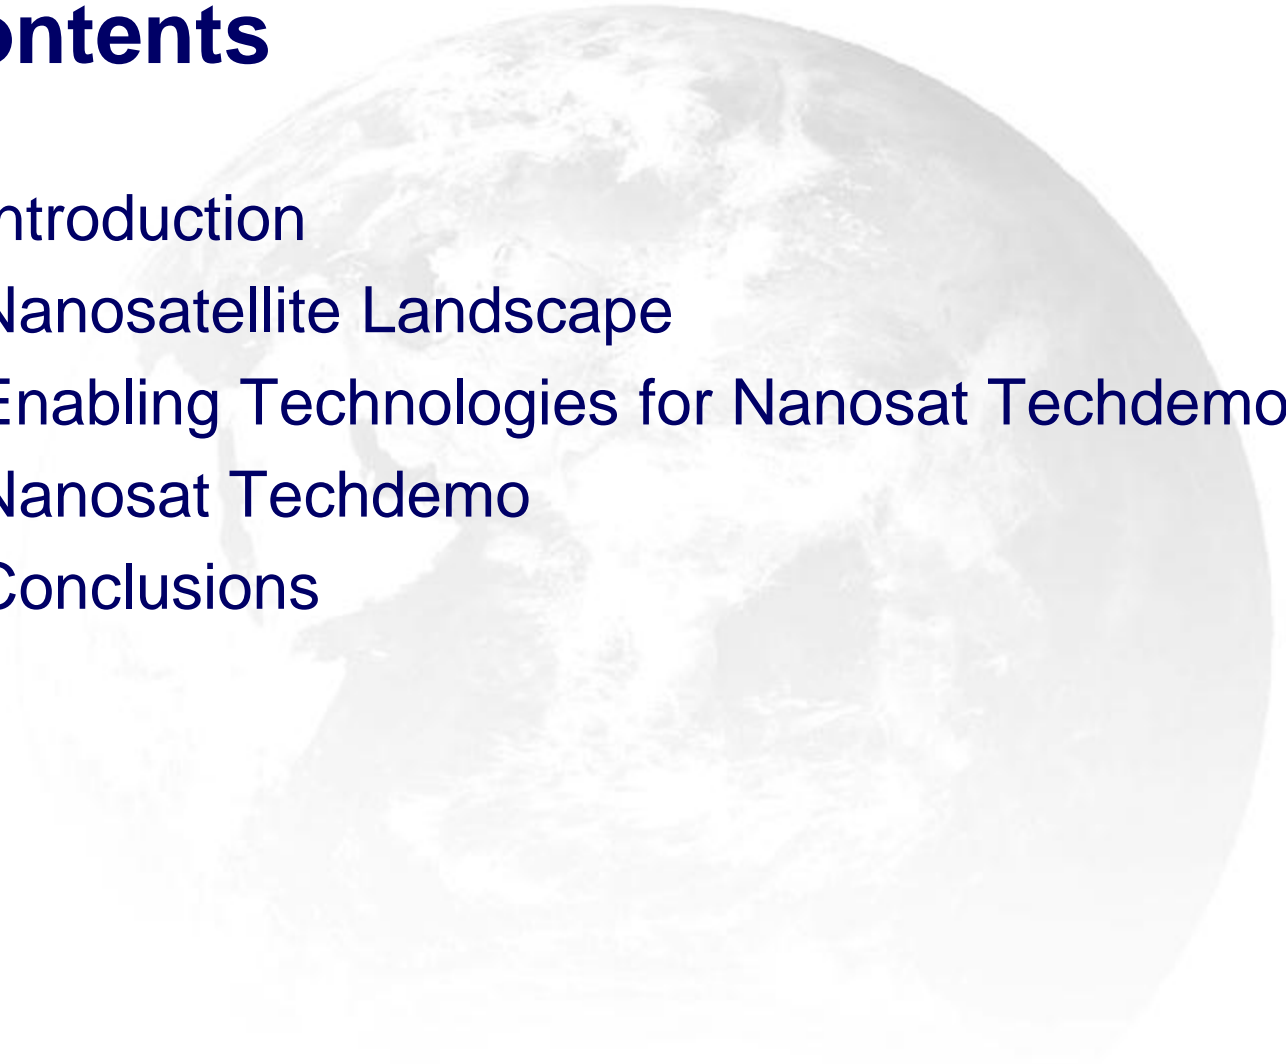 ontents
ntroduction
Nanosatellite Landscape
Enabling Technologies for Nanosat Techdemo
Nanosat Techdemo
Conclusions